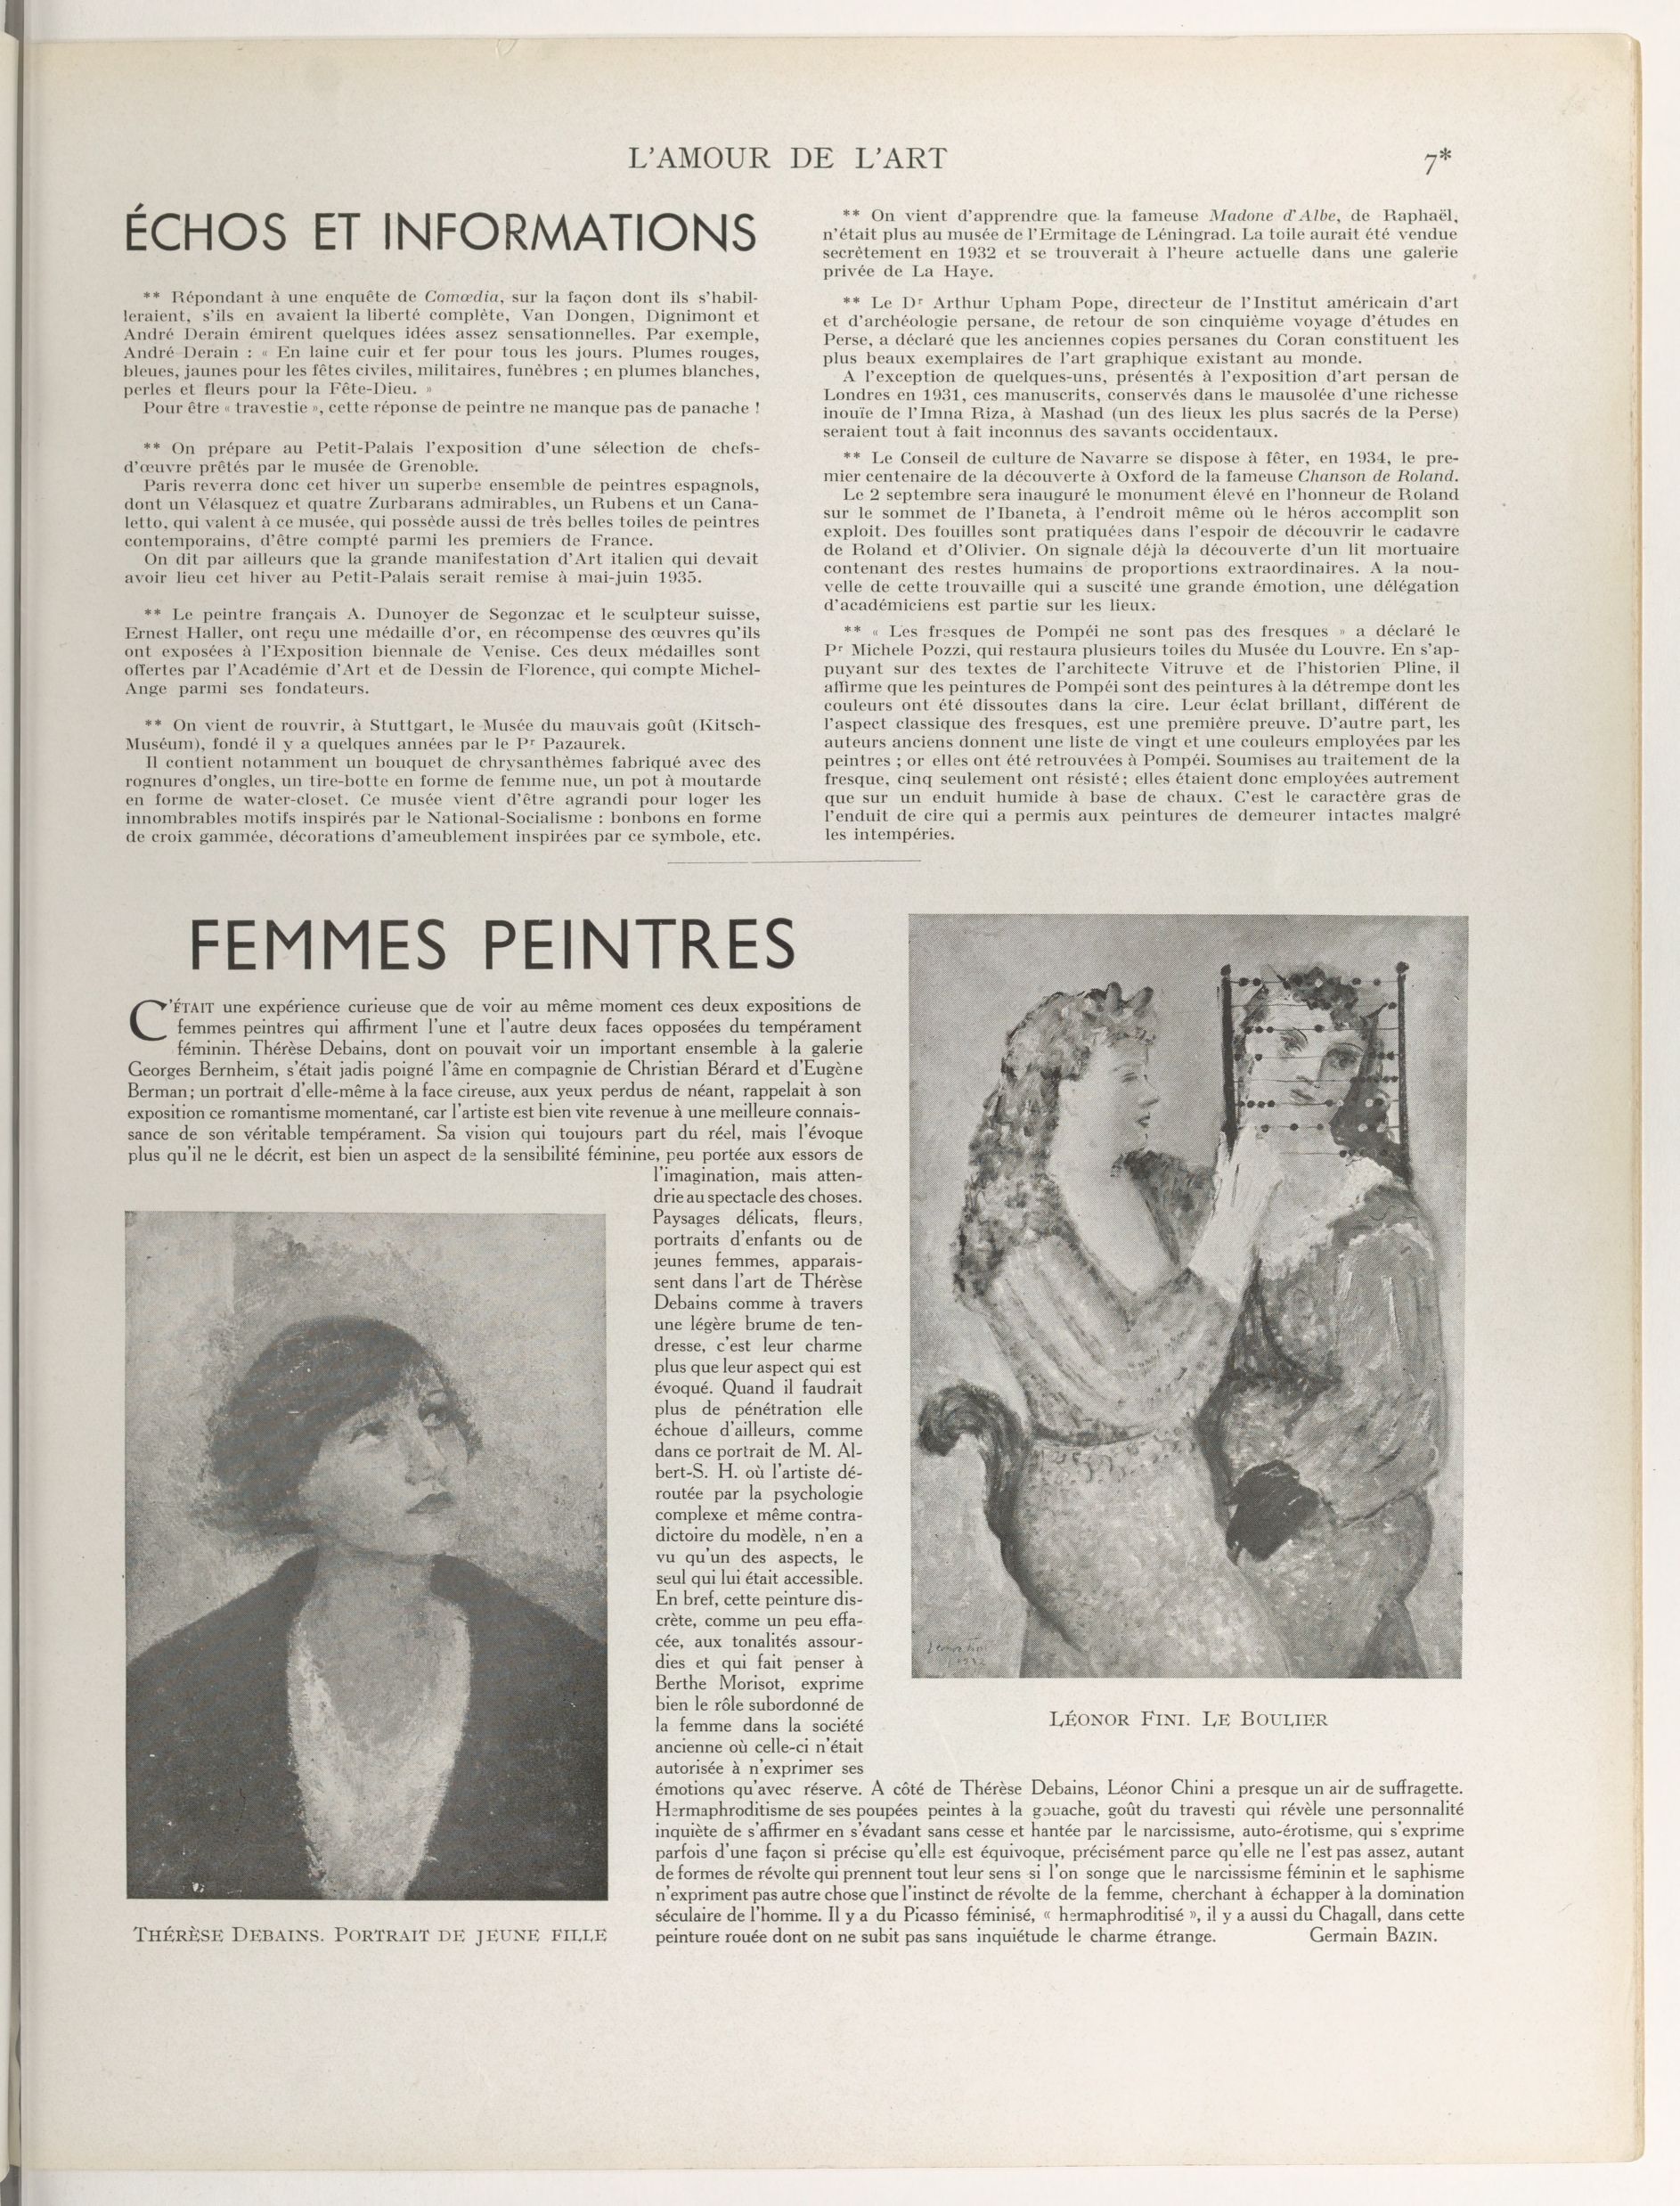 L'AMOUR DE L'ART
7*
ÉCHOS ET INFORMATIONS
** Répondant à une enquête de Comœdia, sur la façon dont ils s'habil-
leraient, s'ils en avaient la liberté complète, Van Dongen, Dignimont et
André Derain émirent quelques idées assez sensationnelles. Par exemple,
André Derain : « En laine cuir et fer pour tous les jours. Plumes rouges,
bleues, jaunes pour les fêtes civiles, militaires, funèbres ; en plumes blanches,
perles et fleurs pour la Fête-Dieu. »
Pour être « travestie », cette réponse de peintre ne manque pas de panache !
** On prépare au Petit-Palais l'exposition d'une sélection de chefs-
d'œuvre prêtés par le musée de Grenoble.
Paris reverra donc cet hiver un superbe ensemble de peintres espagnols,
dont un Vélasquez et quatre Zurbarans admirables, un Rubens et un Cana-
letto, qui valent à ce musée, qui possède aussi de très belles toiles de peintres
contemporains, d'être compté parmi les premiers de France.
On dit par ailleurs que la grande manifestation d'Art italien qui devait
avoir lieu cet hiver au Petit-Palais serait remise à mai-juin 1935.
** Le peintre français A. Dunoyer de Segonzac et le sculpteur suisse,
Ernest Haller, ont reçu une médaille d'or, en récompense des œuvres qu'ils
ont exposées à l'Exposition biennale de Venise. Ces deux médailles sont
offertes par l'Académie d'Art et de Dessin de Florence, qui compte Michel-
Ange parmi ses fondateurs.
** On vient de rouvrir, à Stuttgart, le Musée du mauvais goût (Kitsch-
Muséum), fondé il y a quelques années par le Pr Pazaurek.
Il contient notamment un bouquet de chrysanthèmes fabriqué avec des
rognures d'ongles, un tire-botte en forme de femme nue, un pot à moutarde
en forme de water-closet. Ce musée vient d'être agrandi pour loger les
innombrables motifs inspirés par le National-Socialisme : bonbons en forme
de croix gammée, décorations d'ameublement inspirées par ce symbole, etc.
** On vient d'apprendre que la fameuse Madone d'Albe, de Raphaël,
n'était plus au musée de l'Ermitage de Léningrad. La toile aurait été vendue
secrètement en 1932 et se trouverait à l'heure actuelle dans une galerie
privée de La Haye.
** Le Dr Arthur Upham Pope, directeur de l'Institut américain d'art
et d'archéologie persane, de retour de son cinquième voyage d'études en
Perse, a déclaré que les anciennes copies persanes du Coran constituent les
plus beaux exemplaires de l'art graphique existant au monde.
A l'exception de quelques-uns, présentés à l'exposition d'art persan de
Londres en 1931, ces manuscrits, conservés dans le mausolée d'une richesse
inouïe de l'Imna Riza, à Mashad (un des lieux les plus sacrés de la Perse)
seraient tout à fait inconnus des savants occidentaux.
** Le Conseil de culture de Navarre se dispose à fêter, en 1934, le pre-
mier centenaire de la découverte à Oxford de la fameuse Chanson de Roland.
Le 2 septembre sera inauguré le monument élevé en l'honneur de Roland
sur le sommet de l'Ibaneta, à l'endroit même où le héros accomplit son
exploit. Des fouilles sont pratiquées dans l'espoir de découvrir le cadavre
de Roland et d'Olivier. On signale déjà la découverte d'un lit mortuaire
contenant des restes humains de proportions extraordinaires. A la nou-
velle de cette trouvaille qui a suscité une grande émotion, une délégation
d'académiciens est partie sur les lieux.
** « Les fresques de Pompéi ne sont pas des fresques » a déclaré le
Pr Michele Pozzi, qui restaura plusieurs toiles du Musée du Louvre. En s'ap-
puyant sur des textes de l'architecte Vitruve et de l'historien Pline, il
affirme que les peintures de Pompéi sont des peintures à la détrempe dont les
couleurs ont été dissoutes dans la cire. Leur éclat brillant, différent de
l'aspect classique des fresques, est une première preuve. D'autre part, les
auteurs anciens donnent une liste de vingt et une couleurs employées par les
peintres ; or elles ont été retrouvées à Pompéi. Soumises au traitement de la
fresque, cinq seulement ont résisté ; elles étaient donc employées autrement
que sur un enduit humide à base de chaux. C'est le caractère gras de
l'enduit de cire qui a permis aux peintures de demeurer intactes malgré
les intempéries.
FEMMES PEINTRES
C'ÉTAIT une expérience curieuse que de voir au même moment ces deux expositions de
femmes peintres qui affirment l'une et l'autre deux faces opposées du tempérament
féminin. Thérèse Debains, dont on pouvait voir un important ensemble à la galerie
Georges Bernheim, s'était jadis poigné l'âme en compagnie de Christian Bérard et d'Eugène
Berman ; un portrait d'elle-même à la face cireuse, aux yeux perdus de néant, rappelait à son
exposition ce romantisme momentané, car l'artiste est bien vite revenue à une meilleure connais-
sance de son véritable tempérament. Sa vision qui toujours part du réel, mais l'évoque
plus qu'il ne le décrit, est bien un aspect de la sensibilité féminine, peu portée aux essors de
l'imagination, mais atten-
drie au spectacle des choses.
Paysages délicats, fleurs,
portraits d'enfants ou de
jeunes femmes, apparais-
sent dans l'art de Thérèse
Debains comme à travers
une légère brume de ten-
dresse, c'est leur charme
plus que leur aspect qui est
évoqué. Quand il faudrait
plus de pénétration elle
échoue d'ailleurs, comme
dans ce portrait de M. Al-
bert-S. H. où l'artiste dé-
routée par la psychologie
complexe et même contra-
dictoire du modèle, n'en a
vu qu'un des aspects, le
seul qui lui était accessible.
En bref, cette peinture dis-
crète, comme un peu effa-
cée, aux tonalités assour-
dies et qui fait penser à
Berthe Morisot, exprime
bien le rôle subordonné de
la femme dans la société
ancienne où celle-ci n'était
autorisée à n'exprimer ses
émotions qu'avec réserve. A côté de Thérèse Debains, Léonor Chini a presque un air de suffragette.
Hermaphroditisme de ses poupées peintes à la gouache, goût du travesti qui révèle une personnalité
inquiète de s'affirmer en s'évadant sans cesse et hantée par le narcissisme, auto-érotisme, qui s'exprime
parfois d'une façon si précise qu'elle est équivoque, précisément parce qu'elle ne l'est pas assez, autant
de formes de révolte qui prennent tout leur sens si l'on songe que le narcissisme féminin et le saphisme
n'expriment pas autre chose que l'instinct de révolte de la femme, cherchant à échapper à la domination
séculaire de l'homme. Il y a du Picasso féminisé, « hermaphroditisé », il y a aussi du Chagall, dans cette
peinture rouée dont on ne subit pas sans inquiétude le charme étrange. Germain BAZIN.
THÉRÈSE DEBAINS. PORTRAIT DE JEUNE FILLE
LÉONOR FINI. LE BOULIER